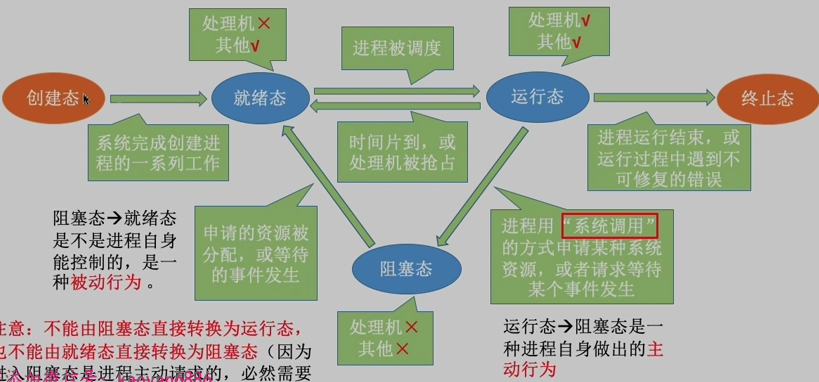 处理机×
其他√
处理机√
其他√
进程被调度
创建态
就绪态
运行态
终止态
系统完成创建进
程的一系列工作
时间片到，或
处理机被抢占
进程运行结束，或
运行过程中遇到不
可修复的错误
阻塞态→就绪态
是不是进程自身
能控制的，是一
种被动行为。
申请的资源被
分配，或等待
的事件发生
进程用“系统调用”
的方式申请某种系统
资源，或者请求等待
某个事件发生
阻塞态
处理机×
其他×
运行态→阻塞态是一
种进程自身做出的主
动行为
注意：不能由阻塞态直接转换为运行态，
也不能由就绪态直接转换为阻塞态（因为
进入阻塞态是进程主动请求的，必然需要